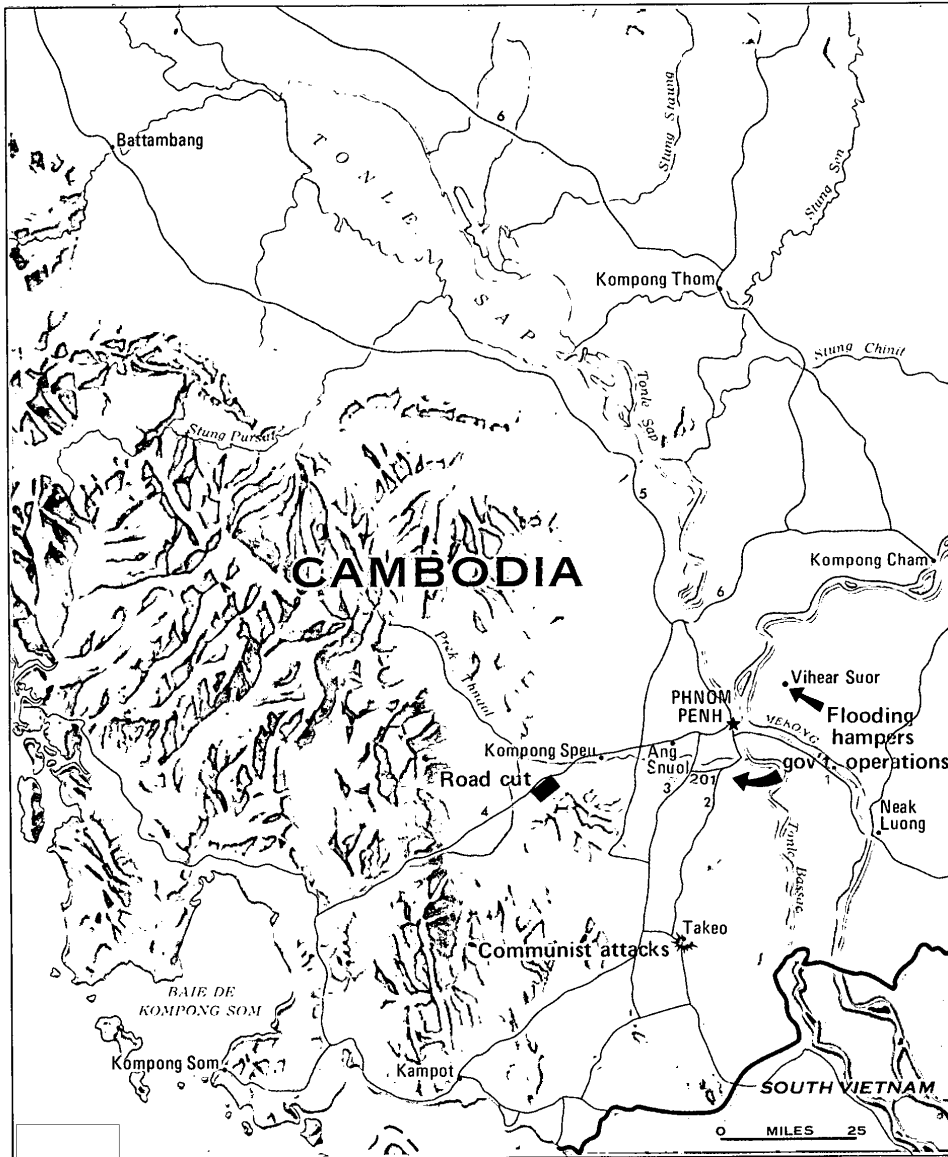 6
Battambang
TONLE SAP
Stung Staung
Stung Sen
Kompong Thom
Stung Chinit
Tonle Sap
Stung Pursat
5
CAMBODIA
Kompong Cham
6
Prek Thnaot
Vihear Suor
PHNOM
PENH
Flooding
hampers
gov't. operations
MEKONG
Kompong Speu
Ang
Snuol
Road cut
3
201
2
1
4
Neak
Luong
Tonle Bassac
Takeo
Communist attacks
BAIE DE
KOMPONG SOM
Kompong Som
Kampot
SOUTH VIETNAM
0 MILES 25